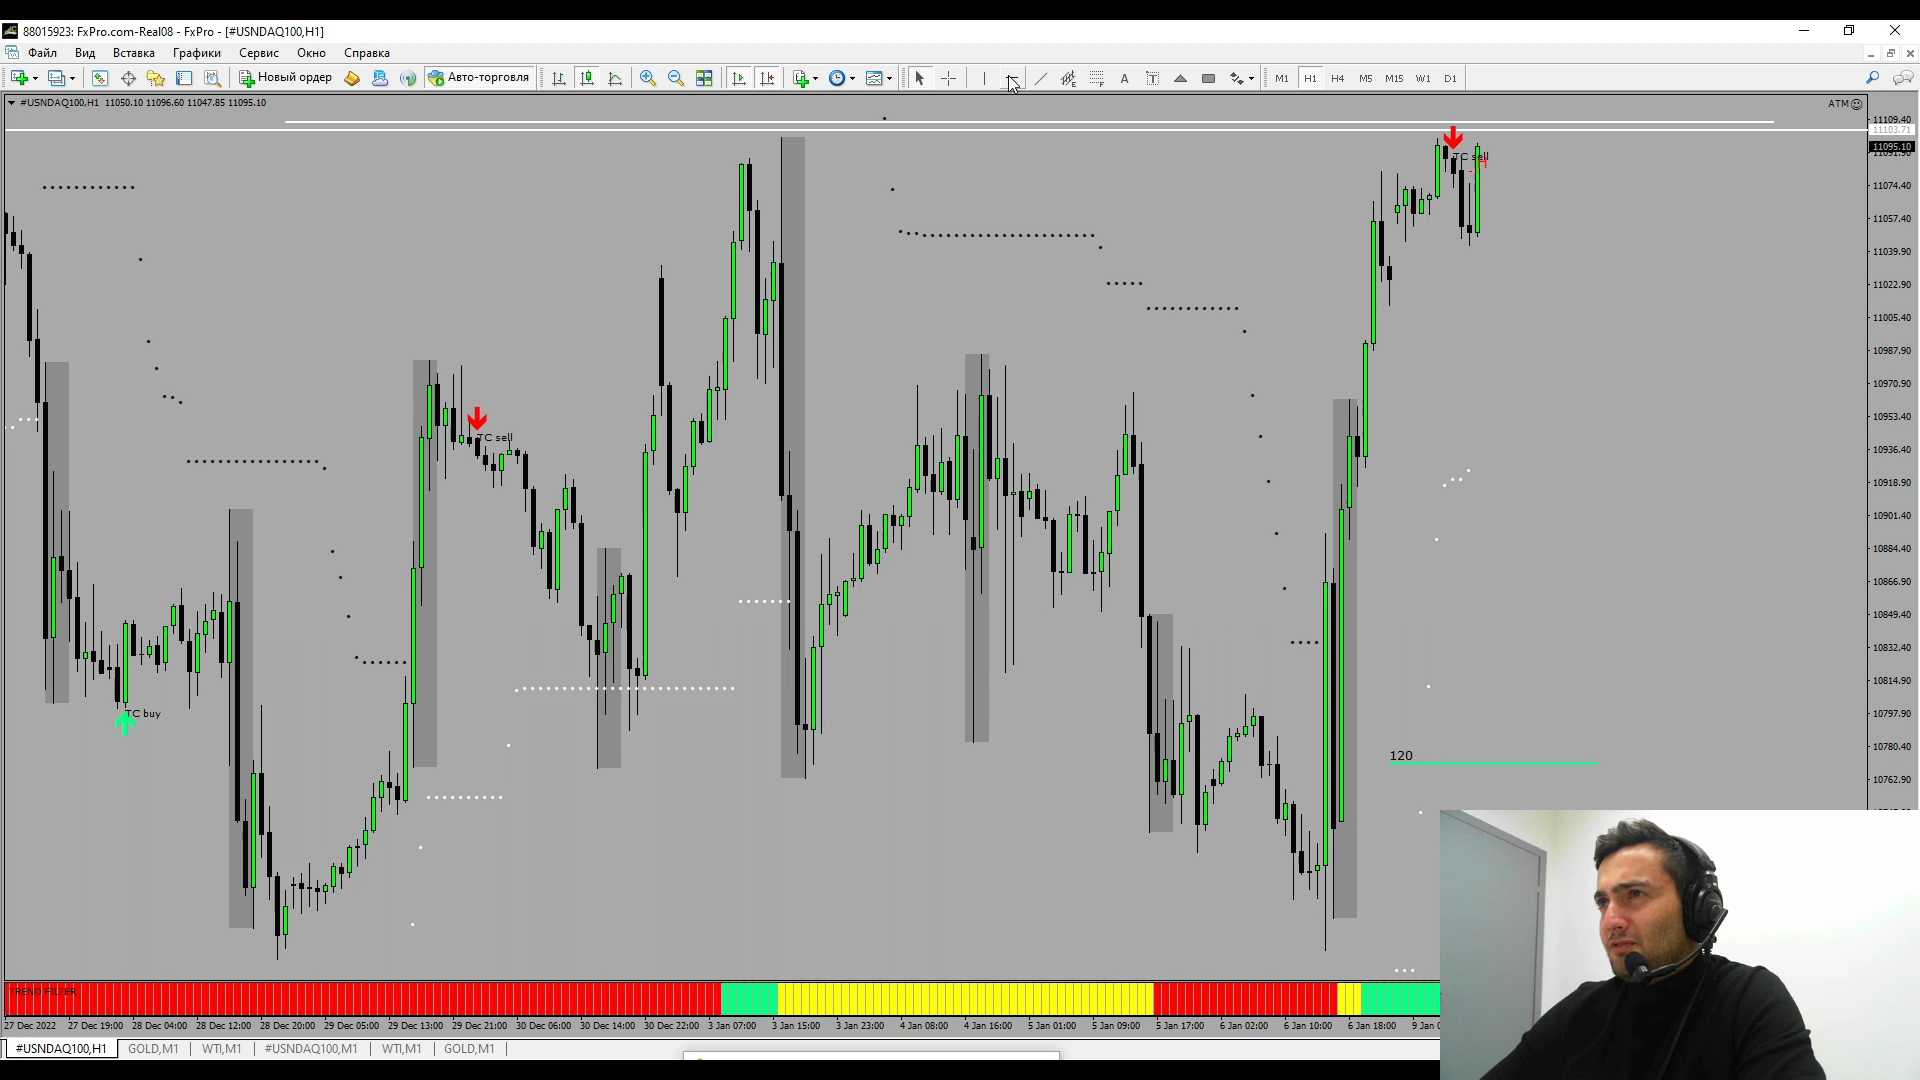 88015923: FxPro.com-Real08 - FxPro - [#USNDAQ100,H1]
Файл Вид Вставка Графики Сервис Окно Справка
Новый ордер Авто-торговля A T M1 H1 H4 M5 M15 W1 D1
#USNDAQ100,H1 11050.10 11096.60 11047.85 11095.10
ATM
11109.40
11103.71
11095.10
11074.40
11057.40
11039.90
11022.90
11005.40
10987.90
10970.90
10953.40
10936.40
10918.90
10901.40
10884.40
10866.90
10849.40
10832.40
10814.90
10797.90
10780.40
10762.90
TC sell
TC sell
TC buy
120
TREND FILTER
27 Dec 2022 27 Dec 19:00 28 Dec 04:00 28 Dec 12:00 28 Dec 20:00 29 Dec 05:00 29 Dec 13:00 29 Dec 21:00 30 Dec 06:00 30 Dec 14:00 30 Dec 22:00 3 Jan 07:00 3 Jan 15:00 3 Jan 23:00 4 Jan 08:00 4 Jan 16:00 5 Jan 01:00 5 Jan 09:00 5 Jan 17:00 6 Jan 02:00 6 Jan 10:00 6 Jan 18:00 9 Jan
#USNDAQ100,H1 GOLD,M1 WTI,M1 #USNDAQ100,M1 WTI,M1 GOLD,M1